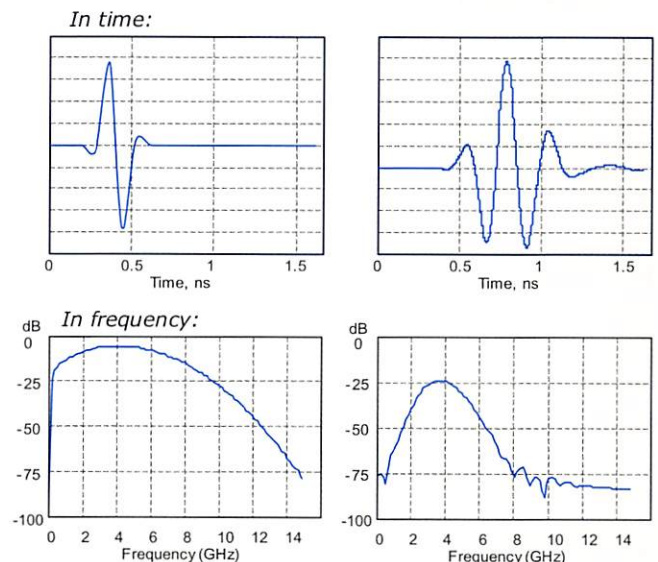 In time:
0 0.5 1 1.5
Time, ns
0 0.5 1 1.5
Time, ns
In frequency:
dB
0
-25
-50
-75
-100
0 2 4 6 8 10 12 14
Frequency (GHz)
dB
0
-25
-50
-75
-100
0 2 4 6 8 10 12 14
Frequency (GHz)